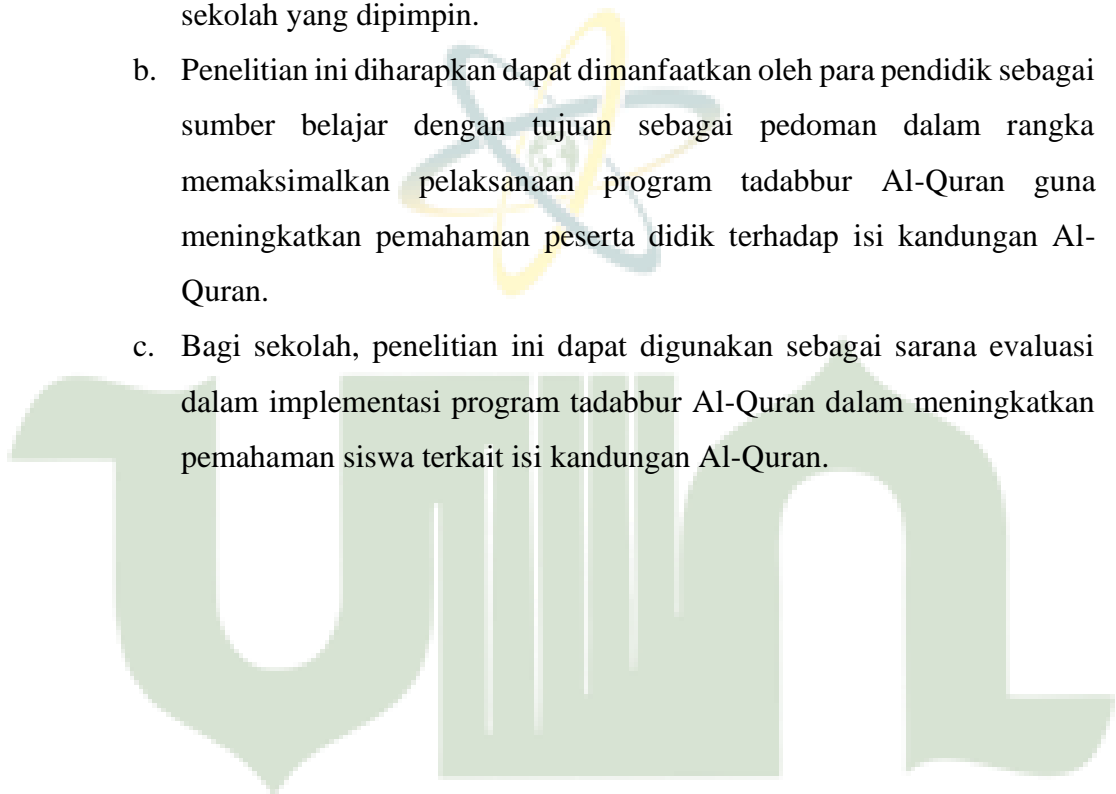 sekolah yang dipimpin.
b. Penelitian ini diharapkan dapat dimanfaatkan oleh para pendidik sebagai
sumber belajar dengan tujuan sebagai pedoman dalam rangka
memaksimalkan pelaksanaan program tadabbur Al-Quran guna
meningkatkan pemahaman peserta didik terhadap isi kandungan Al-
Quran.
c. Bagi sekolah, penelitian ini dapat digunakan sebagai sarana evaluasi
dalam implementasi program tadabbur Al-Quran dalam meningkatkan
pemahaman siswa terkait isi kandungan Al-Quran.
uin